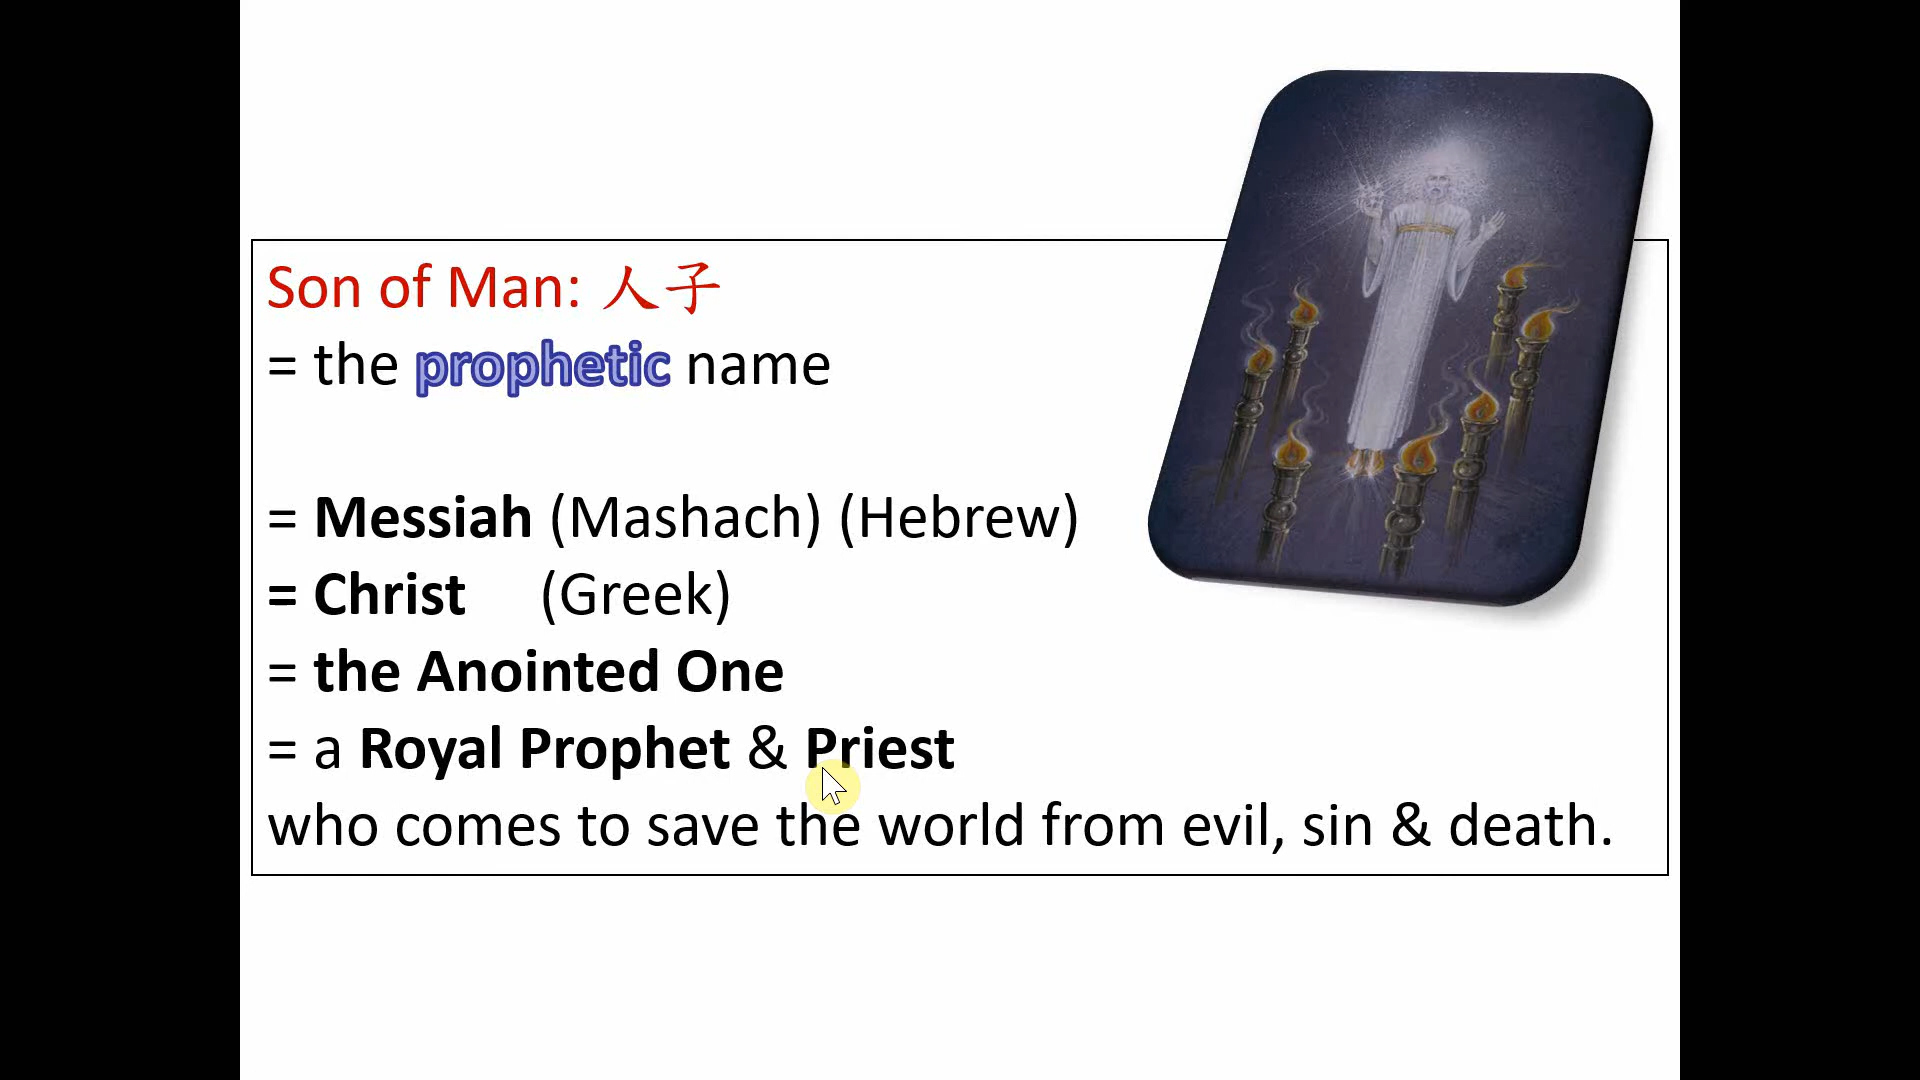 Son of Man: 人子
= the prophetic name
= Messiah (Mashach) (Hebrew)
= Christ (Greek)
= the Anointed One
= a Royal Prophet & Priest
who comes to save the world from evil, sin & death.